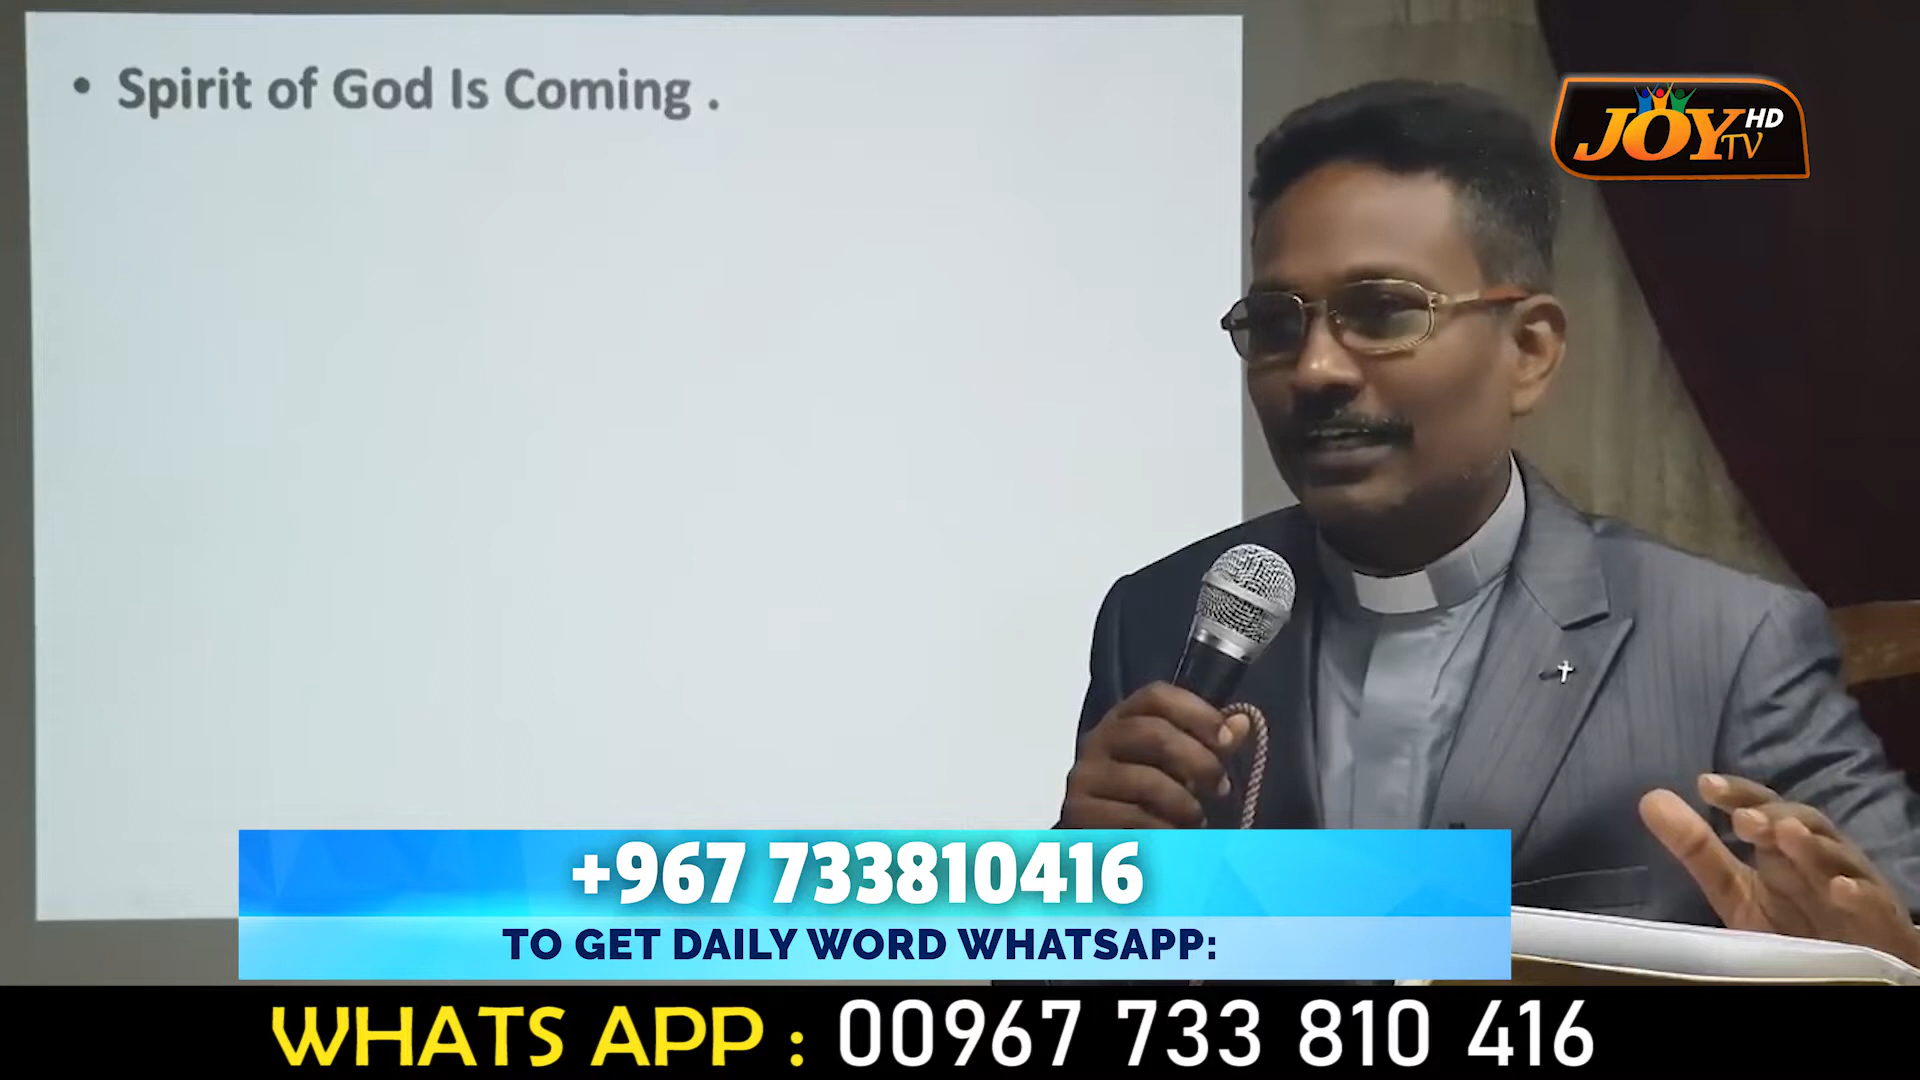 • Spirit of God Is Coming .
JOY TV HD
+967 733810416
TO GET DAILY WORD WHATSAPP:
WHATS APP : 00967 733 810 416